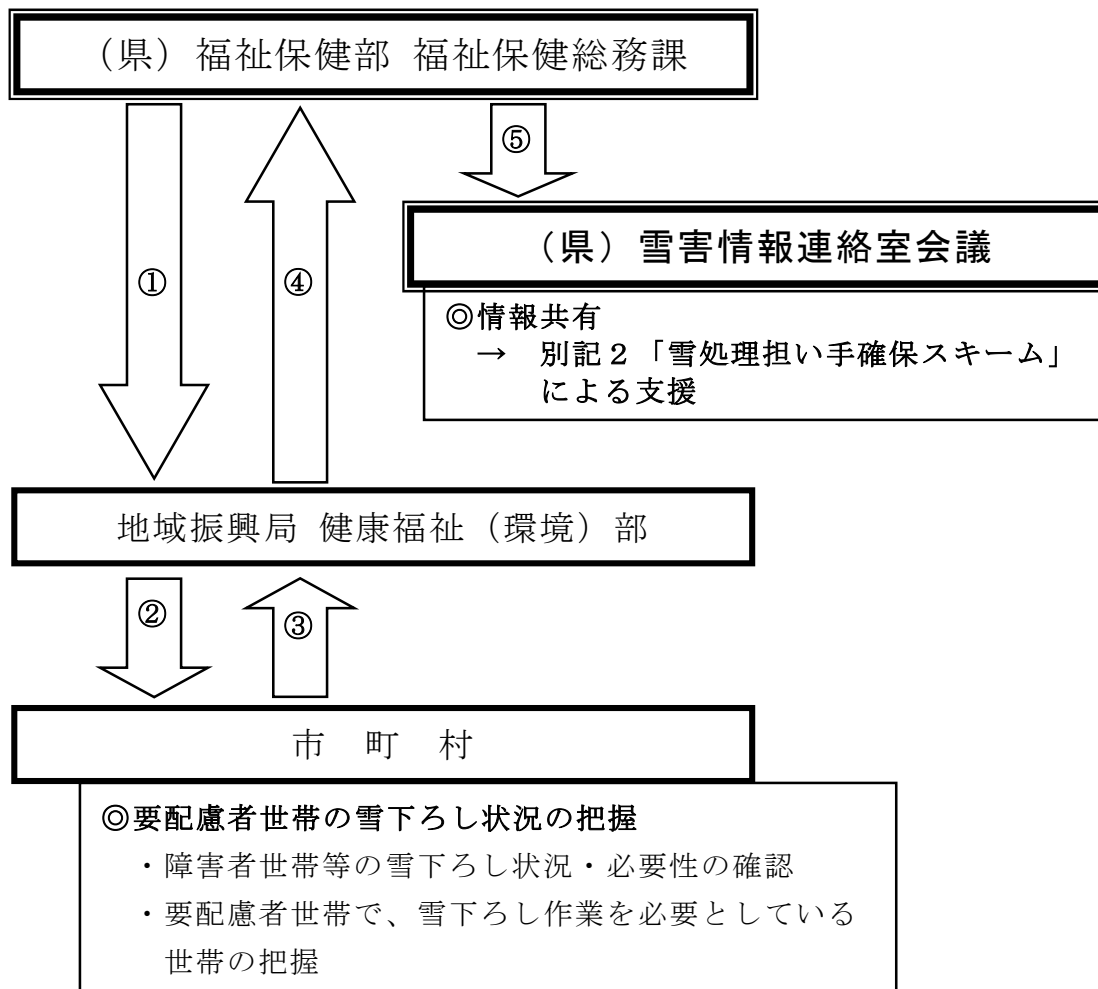 （県）福祉保健部 福祉保健総務課
⑤
①
④
（県）雪害情報連絡室会議
◎情報共有
→ 別記２「雪処理担い手確保スキーム」
による支援
地域振興局 健康福祉（環境）部
②
③
市 町 村
◎要配慮者世帯の雪下ろし状況の把握
・障害者世帯等の雪下ろし状況・必要性の確認
・要配慮者世帯で、雪下ろし作業を必要としている
世帯の把握